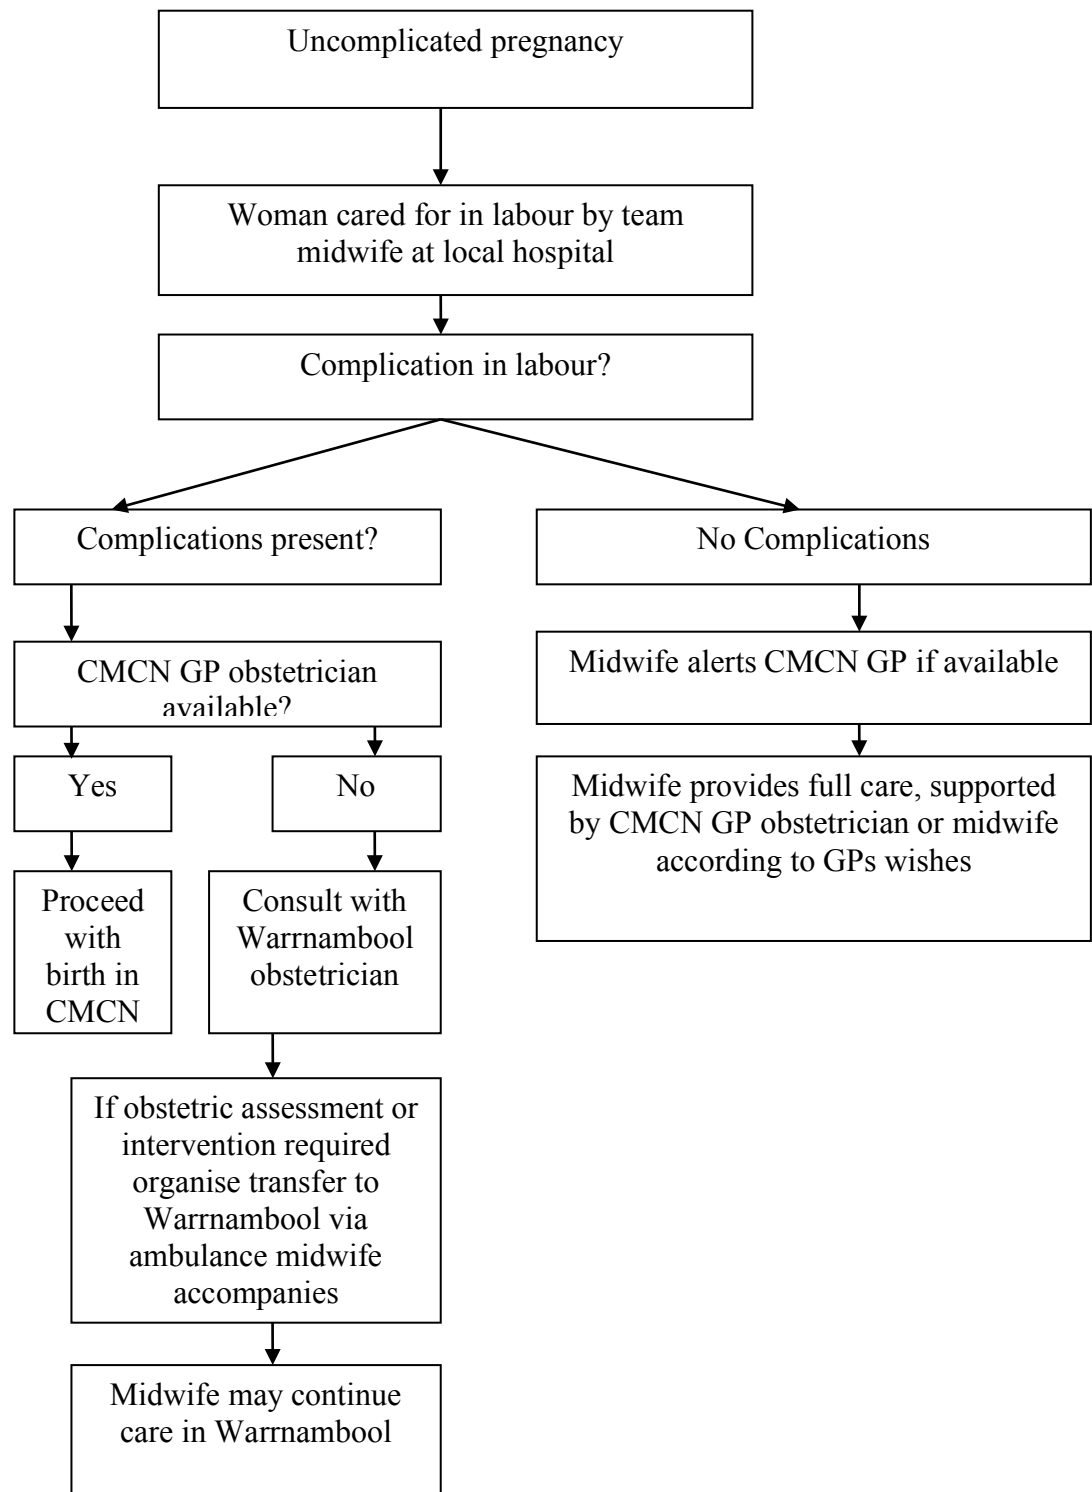 Uncomplicated pregnancy
Woman cared for in labour by team
midwife at local hospital
Complication in labour?
Complications present?
No Complications
CMCN GP obstetrician
available?
Midwife alerts CMCN GP if available
Yes
No
Midwife provides full care, supported
by CMCN GP obstetrician or midwife
according to GPs wishes
Proceed
with
birth in
CMCN
Consult with
Warrnambool
obstetrician
If obstetric assessment or
intervention required
organise transfer to
Warrnambool via
ambulance midwife
accompanies
Midwife may continue
care in Warrnambool